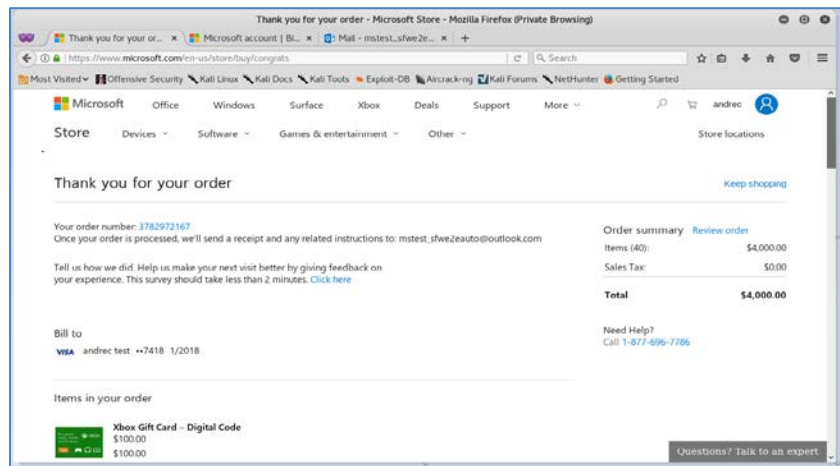 Thank you for your order - Microsoft Store - Mozilla Firefox (Private Browsing)
Thank you for your or... × Microsoft account | Bi... × Mail - mstest_sfwe2e... × +
https://www.microsoft.com/en-us/store/buy/congrats. Search
Most Visited Offensive Security Kali Linux Kali Docs Kali Tools Exploit-DB Aircrack-ng Kali Forums NetHunter Getting Started
Microsoft Office Windows Surface Xbox Deals Support More andrec
Store Devices Software Games & entertainment Other Store locations
Thank you for your order Keep shopping
Your order number: 3782972167
Once your order is processed, we'll send a receipt and any related instructions to: mstest_sfwe2eauto@outlook.com
Tell us how we did. Help us make your next visit better by giving feedback on
your experience. This survey should take less than 2 minutes. Click here
Order summary Review order
Items (40): $4,000.00
Sales Tax: $0.00
Total $4,000.00
Need Help?
Call 1-877-696-7786
Bill to
VISA andrec test ••7418 1/2018
Items in your order
Xbox Gift Card – Digital Code
$100.00
$100.00
Questions? Talk to an expert